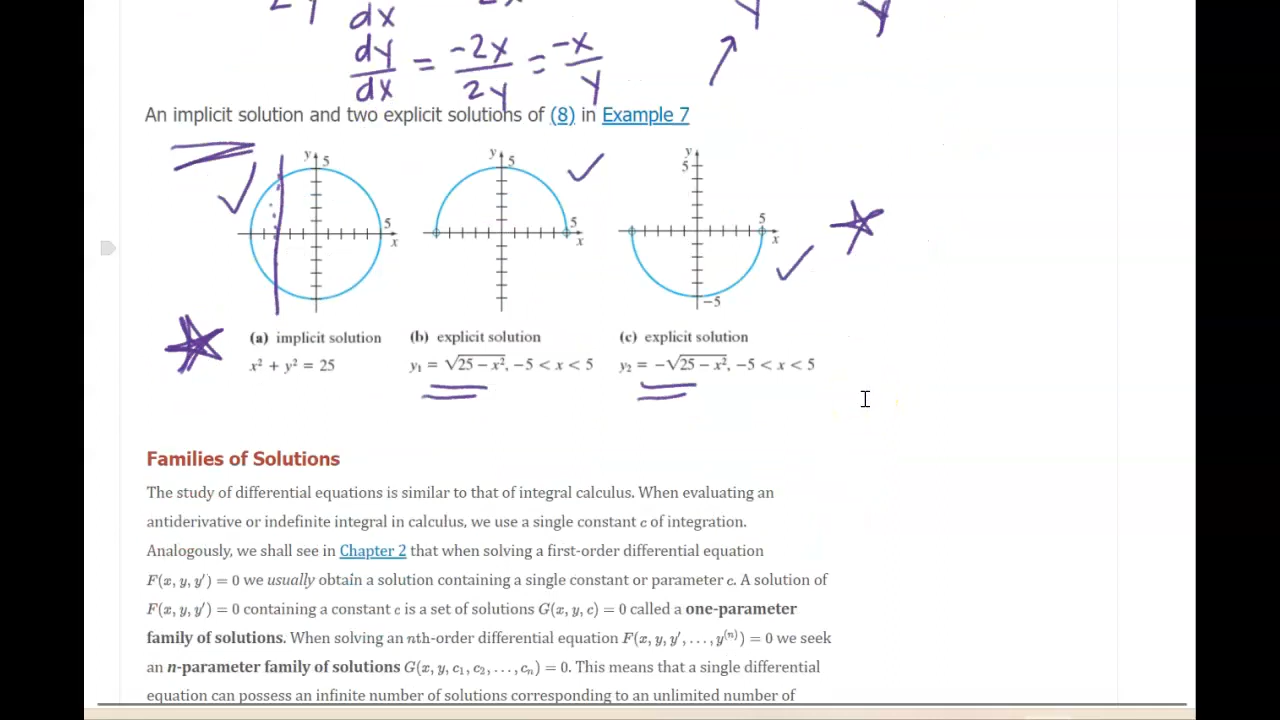 dx
dy/dx = -2x/2y = -x/y
An implicit solution and two explicit solutions of (8) in Example 7
y 5 5 x
y 5 5 x
y 5 5 x -5
(a) implicit solution
x² + y² = 25
(b) explicit solution
y₁ = √(25 − x²), −5 < x < 5
(c) explicit solution
y₂ = −√(25 − x²), −5 < x < 5
Families of Solutions
The study of differential equations is similar to that of integral calculus. When evaluating an
antiderivative or indefinite integral in calculus, we use a single constant c of integration.
Analogously, we shall see in Chapter 2 that when solving a first-order differential equation
F(x, y, y′) = 0 we usually obtain a solution containing a single constant or parameter c. A solution of
F(x, y, y′) = 0 containing a constant c is a set of solutions G(x, y, c) = 0 called a one-parameter
family of solutions. When solving an nth-order differential equation F(x, y, y′, . . . , y⁽ⁿ⁾) = 0 we seek
an n-parameter family of solutions G(x, y, c₁, c₂, . . . , cₙ) = 0. This means that a single differential
equation can possess an infinite number of solutions corresponding to an unlimited number of